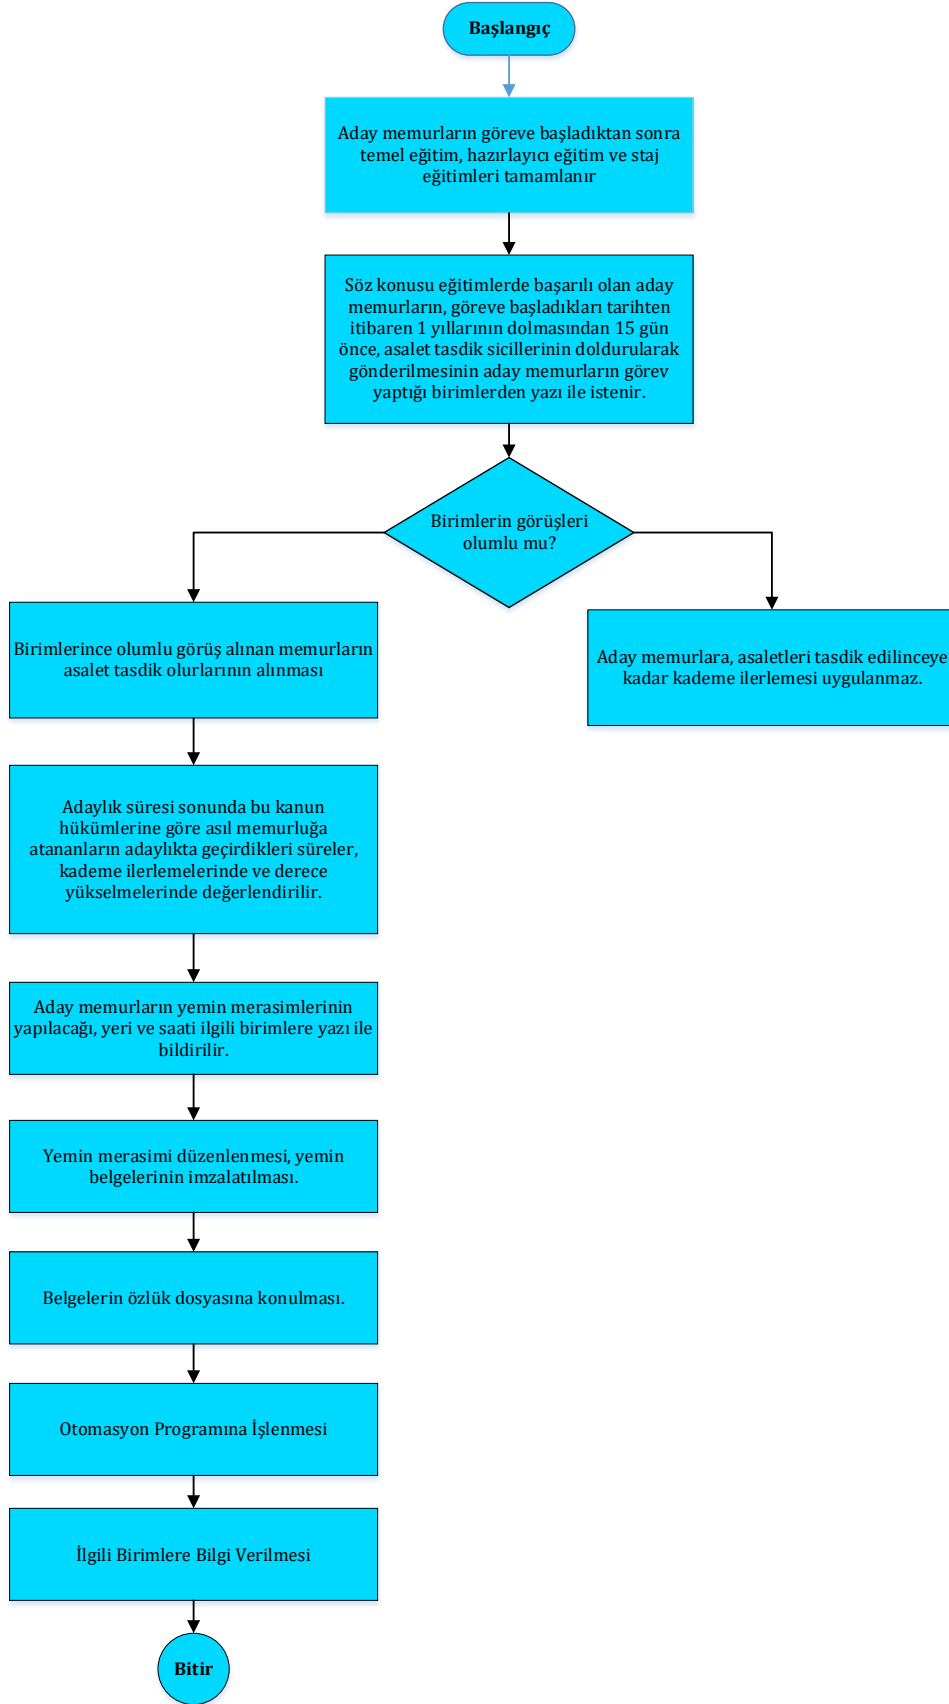 Başlangıç
Aday memurların göreve başladıktan sonra
temel eğitim, hazırlayıcı eğitim ve staj
eğitimleri tamamlanır
Söz konusu eğitimlerde başarılı olan aday
memurların, göreve başladıkları tarihten
itibaren 1 yıllarının dolmasından 15 gün
önce, asalet tasdik sicillerinin doldurularak
gönderilmesinin aday memurların görev
yaptığı birimlerden yazı ile istenir.
Birimlerin görüşleri
olumlu mu?
Birimlerince olumlu görüş alınan memurların
asalet tasdik olurlarının alınması
Aday memurlara, asaletleri tasdik edilinceye
kadar kademe ilerlemesi uygulanmaz.
Adaylık süresi sonunda bu kanun
hükümlerine göre asıl memurluğa
atananların adaylıkta geçirdikleri süreler,
kademe ilerlemelerinde ve derece
yükselmelerinde değerlendirilir.
Aday memurların yemin merasimlerinin
yapılacağı, yeri ve saati ilgili birimlere yazı ile
bildirilir.
Yemin merasimi düzenlenmesi, yemin
belgelerinin imzalatılması.
Belgelerin özlük dosyasına konulması.
Otomasyon Programına İşlenmesi
İlgili Birimlere Bilgi Verilmesi
Bitir